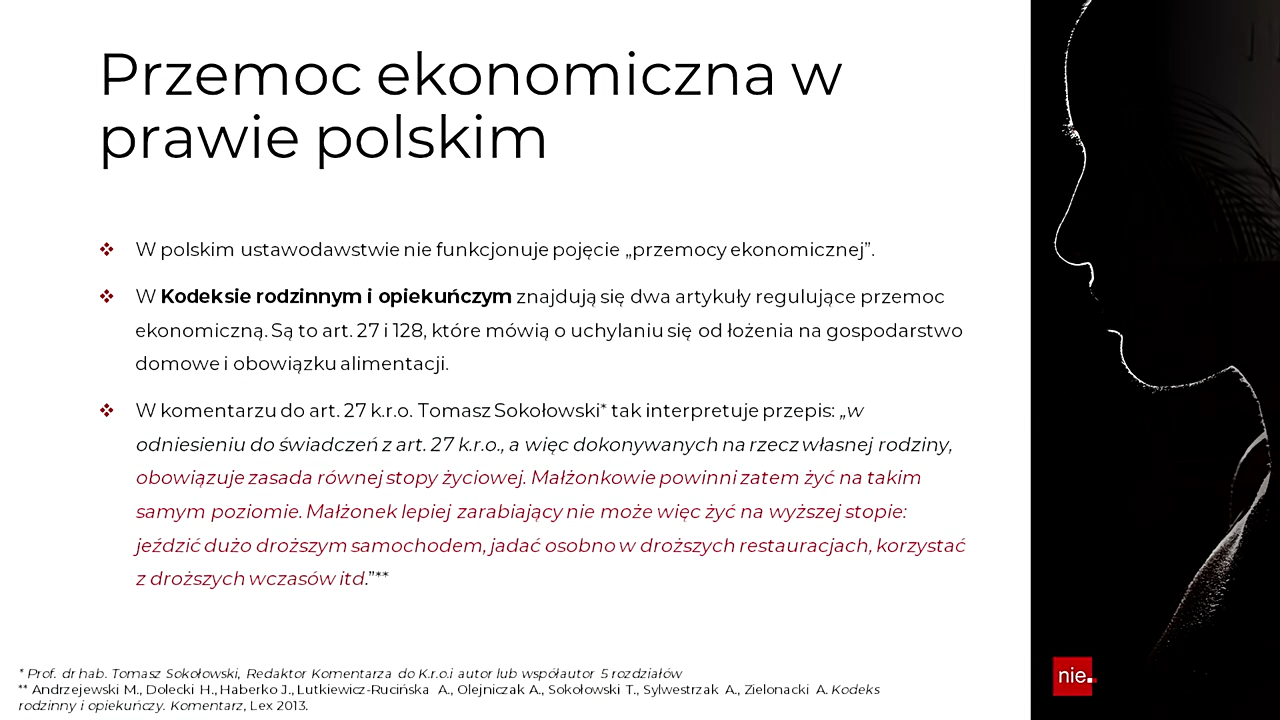 Przemoc ekonomiczna w
prawie polskim
❖ W polskim ustawodawstwie nie funkcjonuje pojęcie „przemocy ekonomicznej”.
❖ W Kodeksie rodzinnym i opiekuńczym znajdują się dwa artykuły regulujące przemoc
ekonomiczną. Są to art. 27 i 128, które mówią o uchylaniu się od łożenia na gospodarstwo
domowe i obowiązku alimentacji.
❖ W komentarzu do art. 27 k.r.o. Tomasz Sokołowski* tak interpretuje przepis: „w
odniesieniu do świadczeń z art. 27 k.r.o., a więc dokonywanych na rzecz własnej rodziny,
obowiązuje zasada równej stopy życiowej. Małżonkowie powinni zatem żyć na takim
samym poziomie. Małżonek lepiej zarabiający nie może więc żyć na wyższej stopie:
jeździć dużo droższym samochodem, jadać osobno w droższych restauracjach, korzystać
z droższych wczasów itd.”**
* Prof. dr hab. Tomasz Sokołowski, Redaktor Komentarza do K.r.o.i autor lub współautor 5 rozdziałów
** Andrzejewski M., Dolecki H., Haberko J., Lutkiewicz-Rucińska A., Olejniczak A., Sokołowski T., Sylwestrzak A., Zielonacki A. Kodeks
rodzinny i opiekuńczy. Komentarz, Lex 2013.
nie.